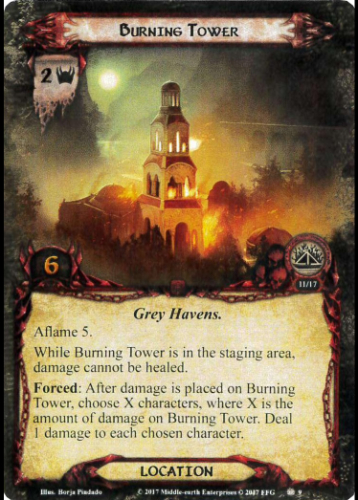 BURNING TOWER
2
6
11/17
Grey Havens.
Aflame 5.
While Burning Tower is in the staging area,
damage cannot be healed.
Forced: After damage is placed on Burning
Tower, choose X characters, where X is the
amount of damage on Burning Tower. Deal
1 damage to each chosen character.
LOCATION
Illus. Borja Pindado
© 2017 Middle-earth Enterprises © 2017 FFG
9